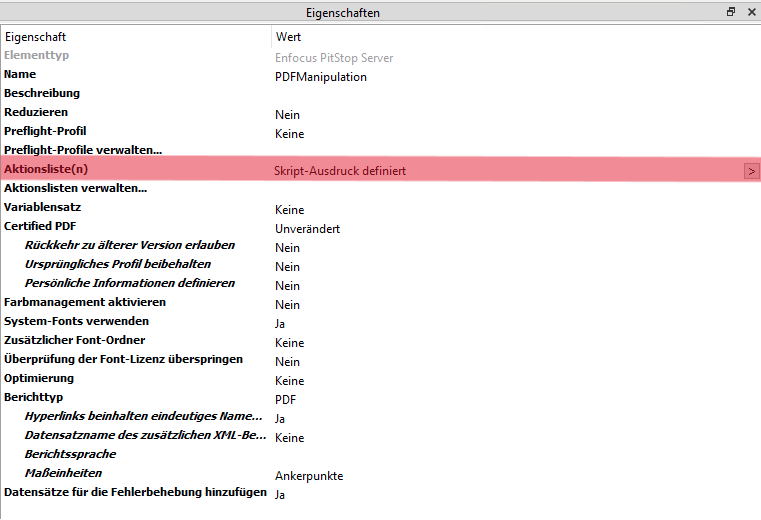 Eigenschaften
Eigenschaft Wert
Elementtyp Enfocus PitStop Server
Name PDFManipulation
Beschreibung
Reduzieren Nein
Preflight-Profil Keine
Preflight-Profile verwalten...
Aktionsliste(n) Skript-Ausdruck definiert >
Aktionslisten verwalten...
Variablensatz Keine
Certified PDF Unverändert
Rückkehr zu älterer Version erlauben Nein
Ursprüngliches Profil beibehalten Nein
Persönliche Informationen definieren Nein
Farbmanagement aktivieren Nein
System-Fonts verwenden Ja
Zusätzlicher Font-Ordner Keine
Überprüfung der Font-Lizenz überspringen Nein
Optimierung Keine
Berichttyp PDF
Hyperlinks beinhalten eindeutiges Name... Ja
Datensatzname des zusätzlichen XML-Be... Keine
Berichtssprache
Maßeinheiten Ankerpunkte
Datensätze für die Fehlerbehebung hinzufügen Ja